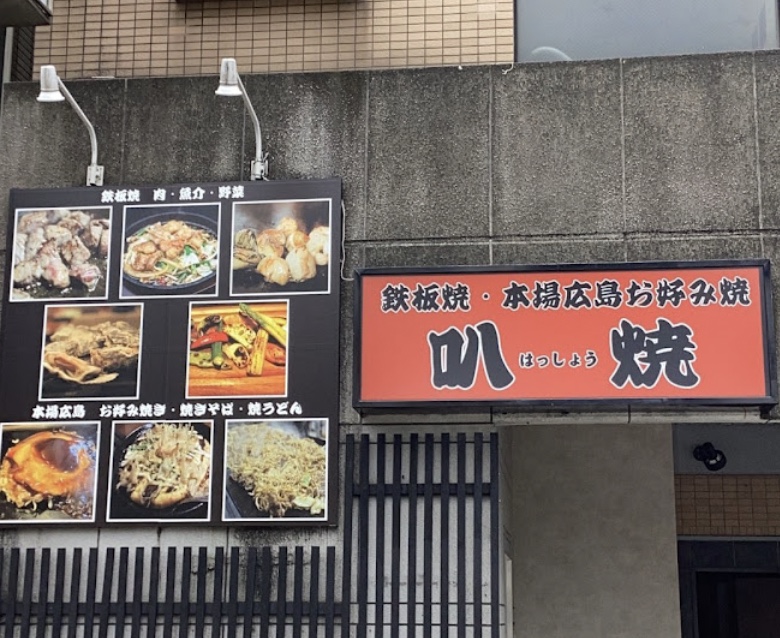 鉄板焼 肉・魚介・野菜
本場広島 お好み焼き・焼きそば・焼うどん
鉄板焼・本場広島お好み焼
叭 はっしょう 焼